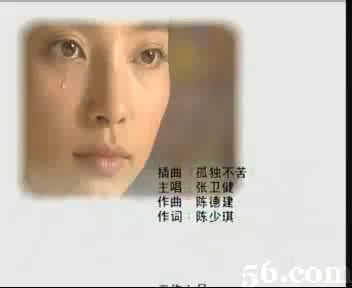 插曲 孤独不苦
主唱 张卫健
作曲 陈德建
作词 陈少琪
56.com